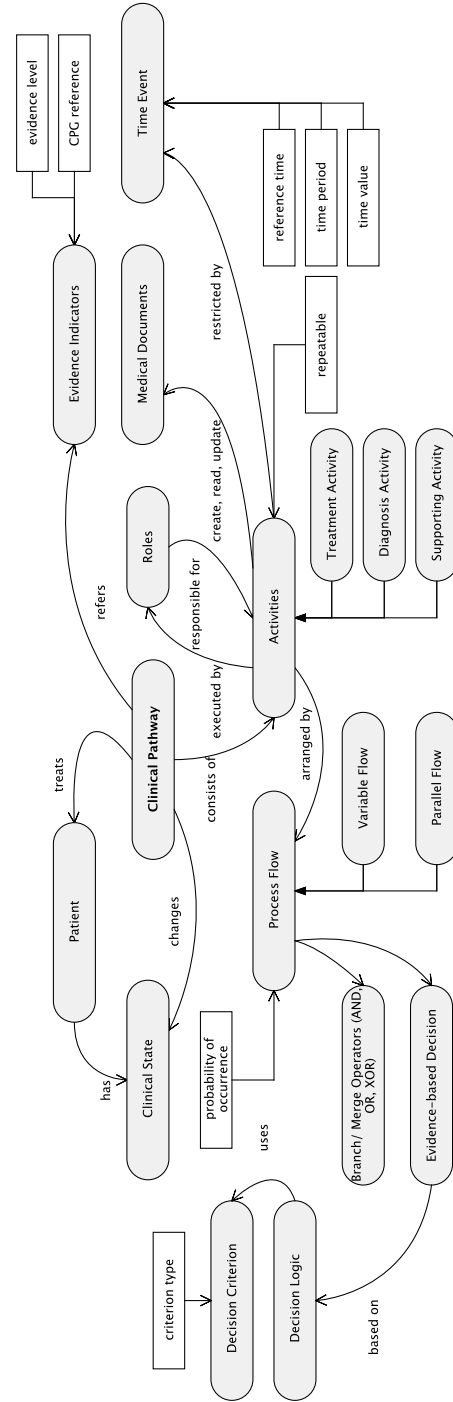 evidence level
CPG reference
Time Event
reference time
time period
time value
Evidence Indicators
Medical Documents
restricted by
repeatable
refers
Roles
create, read, update
responsible for
Activities
Treatment Activity
Diagnosis Activity
Supporting Activity
treats
Clinical Pathway
executed by
consists of
arranged by
Patient
changes
Process Flow
Variable Flow
Parallel Flow
has
Clinical State
probability of
occurrence
uses
Branch/ Merge Operators (AND,
OR, XOR)
Evidence-based Decision
criterion type
Decision Criterion
Decision Logic
based on